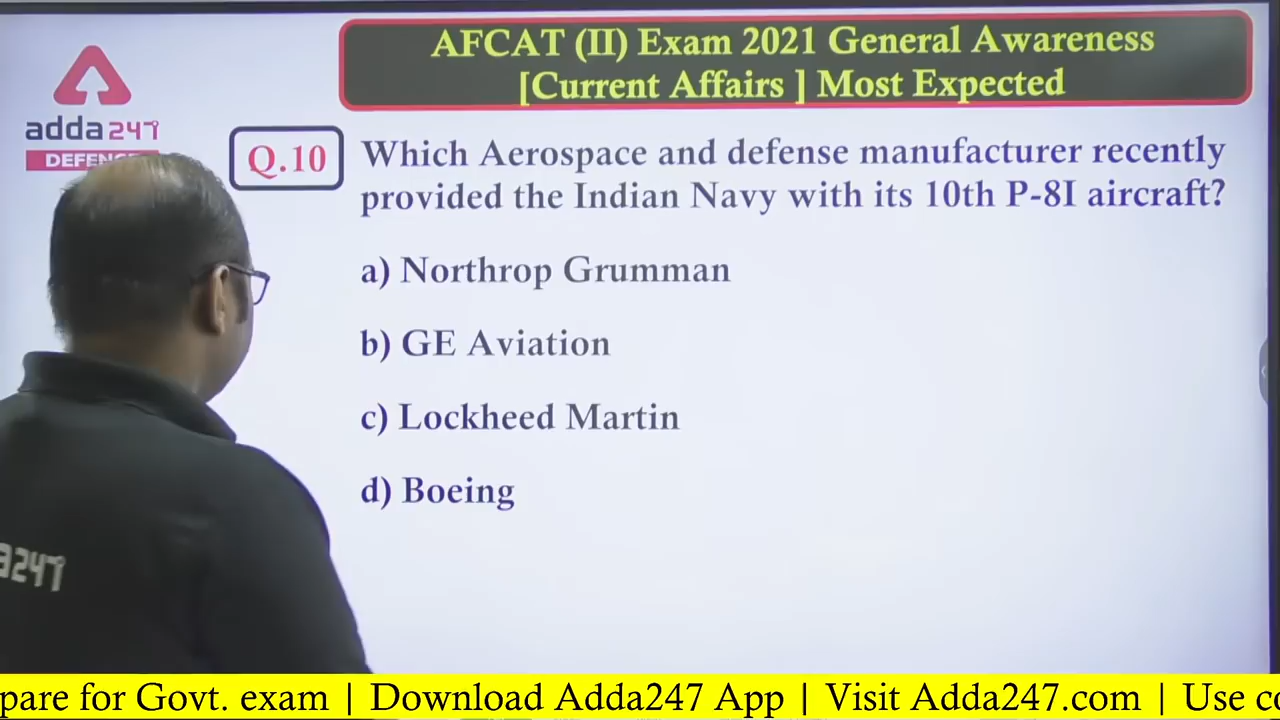 AFCAT (II) Exam 2021 General Awareness
[Current Affairs ] Most Expected
adda247
Q.10
Which Aerospace and defense manufacturer recently
provided the Indian Navy with its 10th P-8I aircraft?
a) Northrop Grumman
b) GE Aviation
c) Lockheed Martin
d) Boeing
a247
pare for Govt. exam | Download Adda247 App | Visit Adda247.com | Use